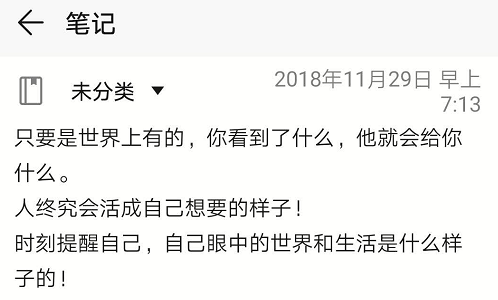 笔记
未分类
2018年11月29日 早上
7:13
只要是世界上有的，你看到了什么，他就会给你
什么。
人终究会活成自己想要的样子！
时刻提醒自己，自己眼中的世界和生活是什么样
子的！